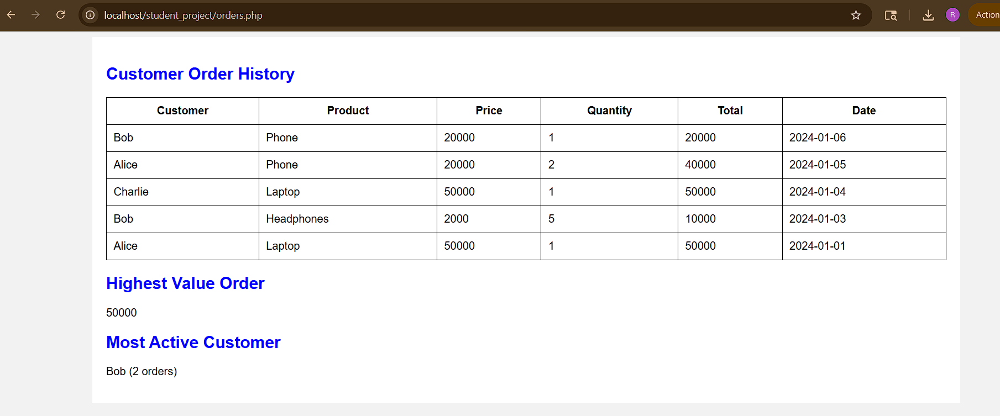 localhost/student_project/orders.php
R
Action
Customer Order History
Customer Product Price Quantity Total Date
Bob Phone 20000 1 20000 2024-01-06
Alice Phone 20000 2 40000 2024-01-05
Charlie Laptop 50000 1 50000 2024-01-04
Bob Headphones 2000 5 10000 2024-01-03
Alice Laptop 50000 1 50000 2024-01-01
Highest Value Order
50000
Most Active Customer
Bob (2 orders)